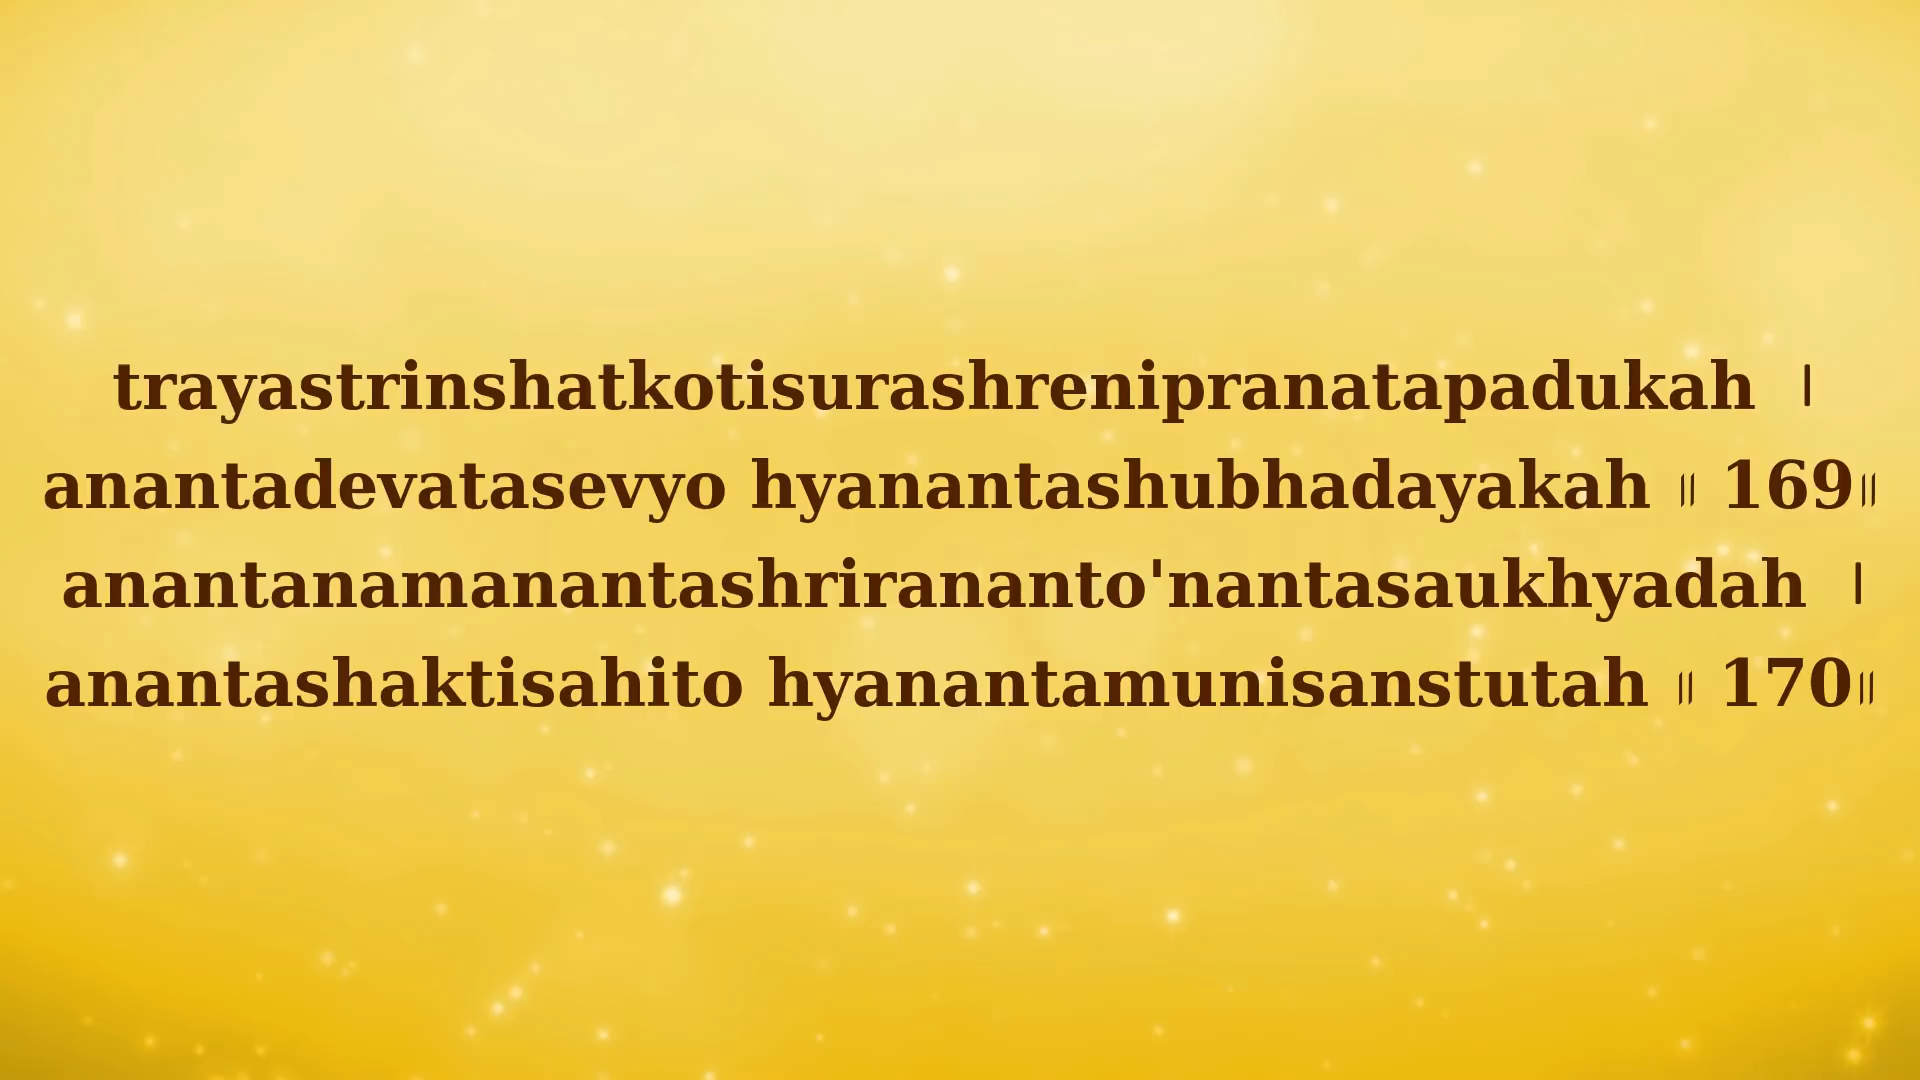 trayastrinshatkotisurashrenipranatapadukah ।
anantadevatasevyo hyanantashubhadayakah ॥ 169॥
anantanamanantashrirananto'nantasaukhyadah ।
anantashaktisahito hyanantamunisanstutah ॥ 170॥